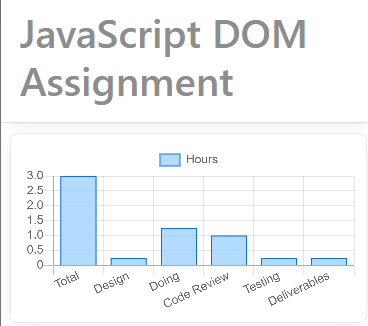 JavaScript DOM
Assignment
Hours
3.0
2.5
2.0
1.5
1.0
0.5
0
Total
Design
Doing
Code Review
Testing
Deliverables